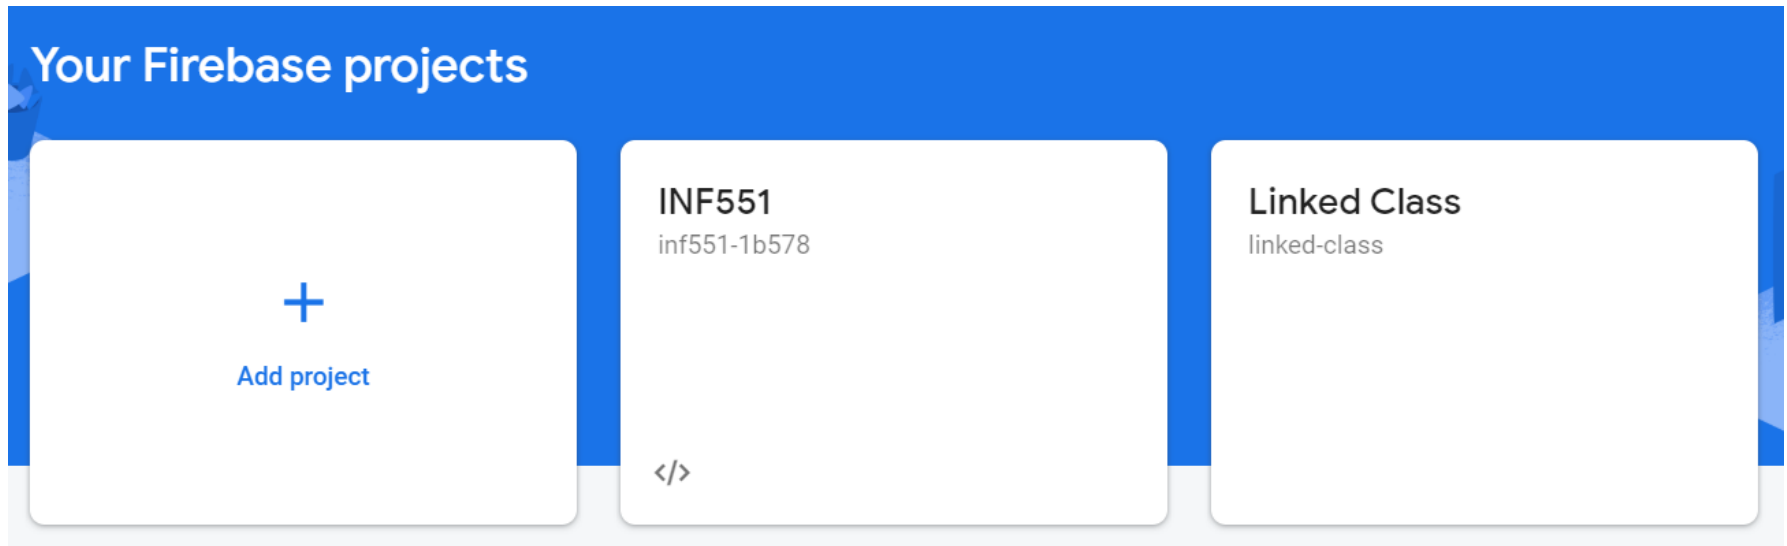 Your Firebase projects
Add project
INF551
inf551-1b578
</>
Linked Class
linked-class